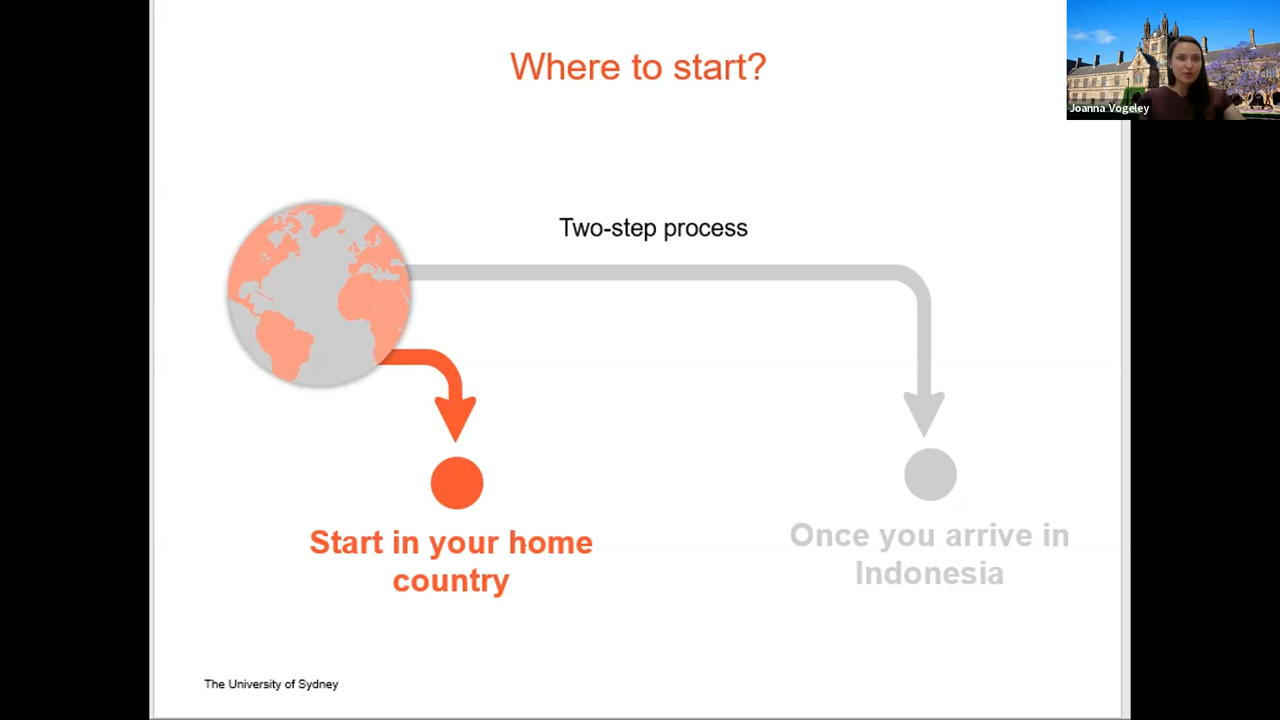 Where to start?
Joanna Vogeley
Two-step process
Start in your home
country
Once you arrive in
Indonesia
The University of Sydney